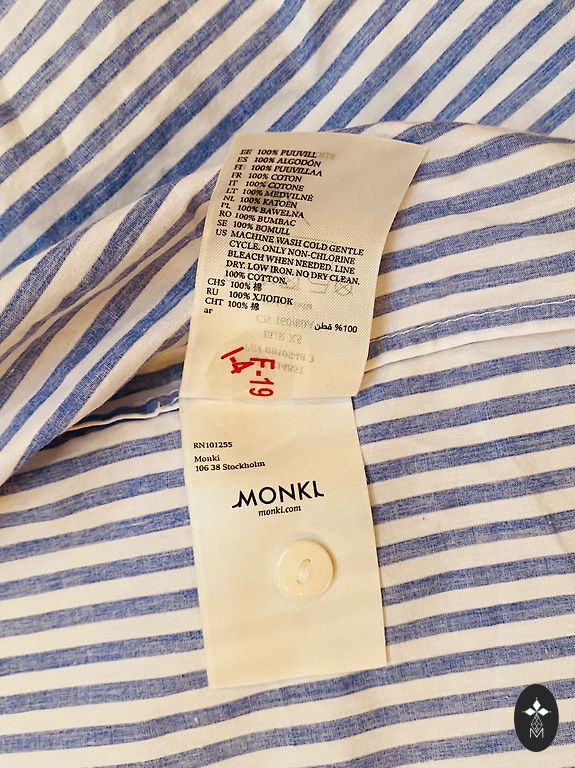 EE 100% PUUVILL
ES 100% ALGODÓN
FI 100% PUUVILLAA
FR 100% COTON
IT 100% COTONE
LT 100% MEDVILNĖ
NL 100% KATOEN
PL 100% BAWEŁNA
RO 100% BUMBAC
SE 100% BOMULL
US MACHINE WASH COLD GENTLE
CYCLE. ONLY NON-CHLORINE
BLEACH WHEN NEEDED. LINE
DRY. LOW IRON. NO DRY CLEAN.
100% COTTON.
CHS 100% 棉
RU 100% ХЛОПОК
CHT 100% 棉
ar 100% قطن
F-19
RN101255
Monki
106 38 Stockholm
MONKI
monki.com
M